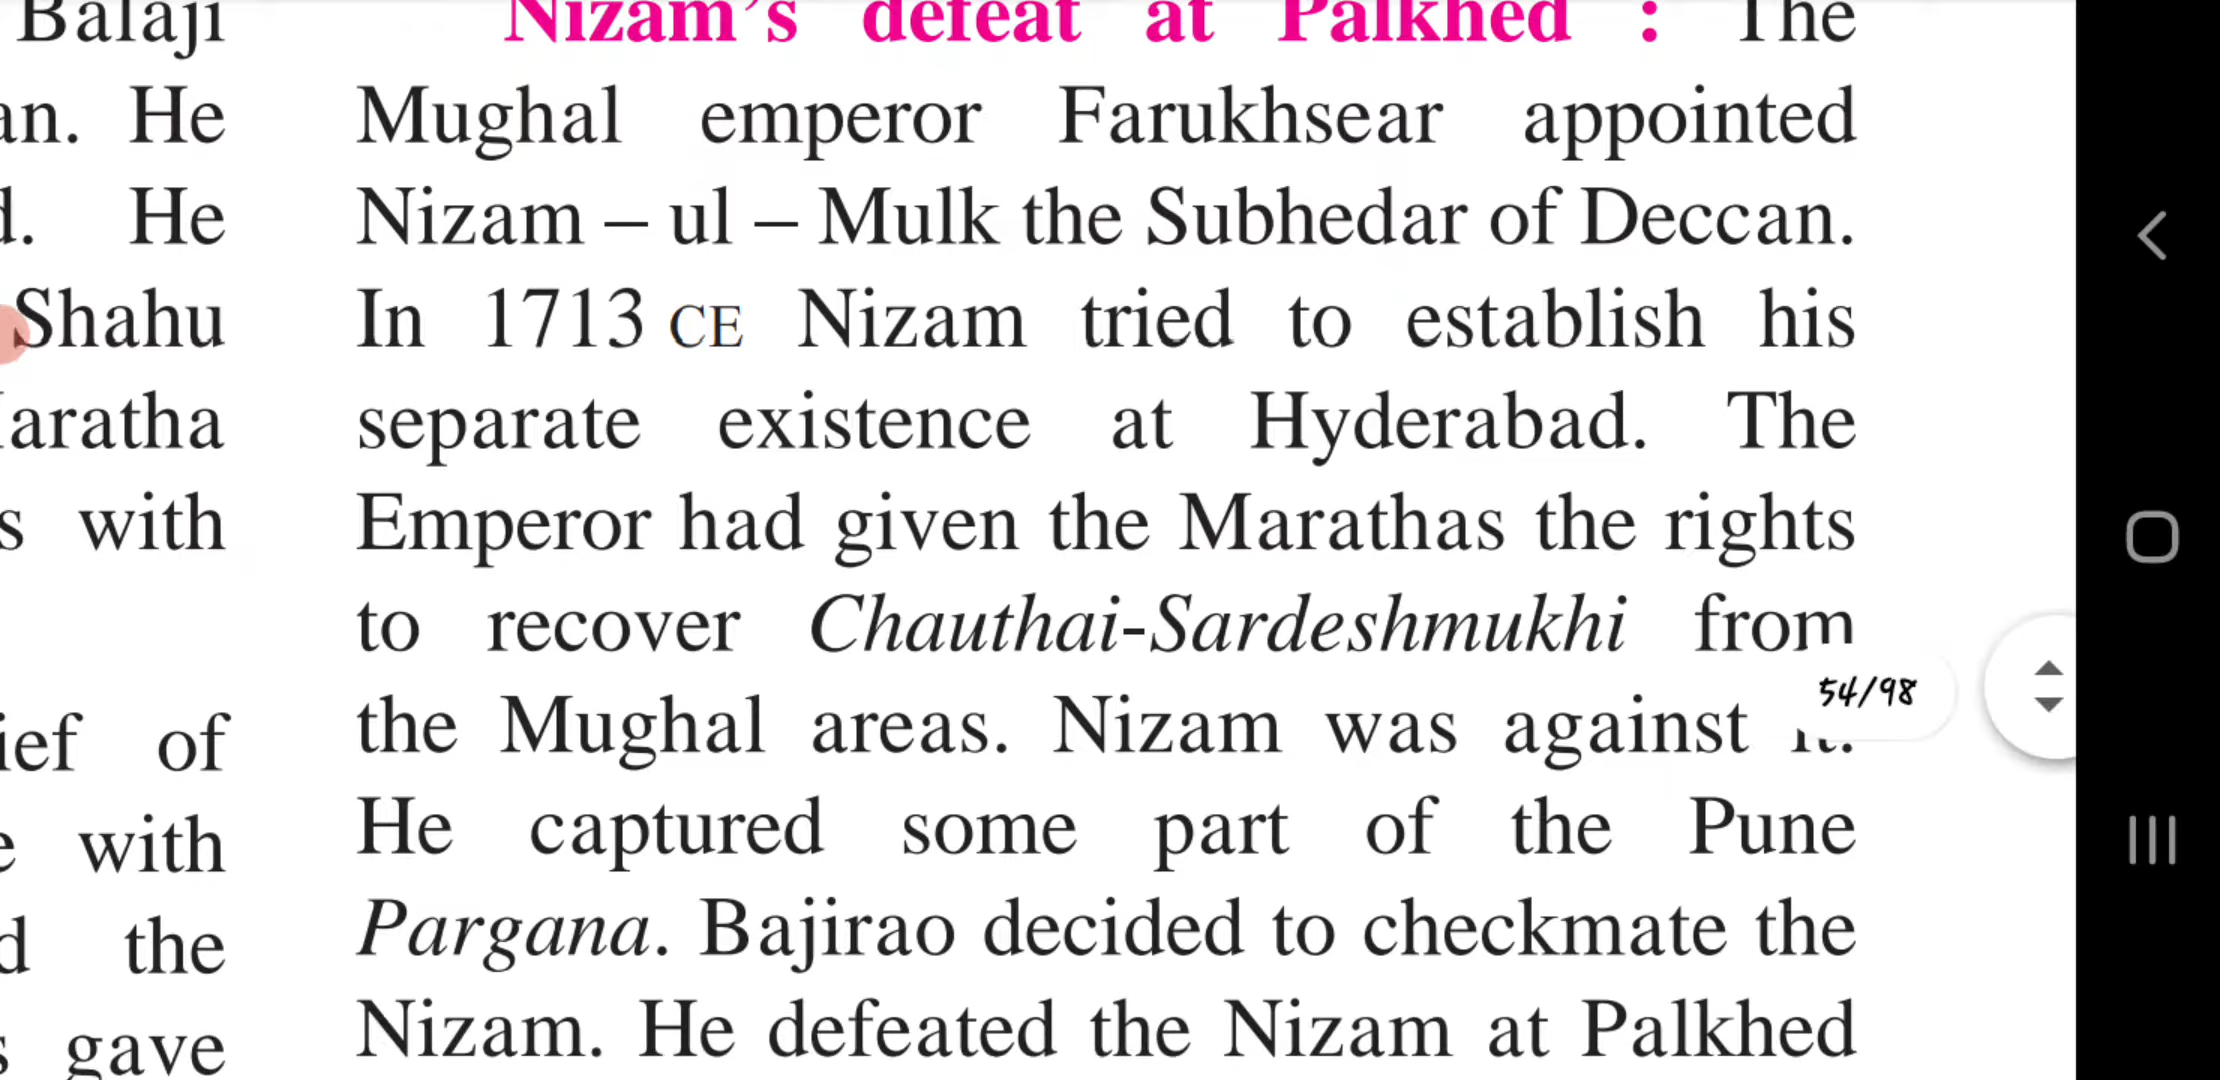 Balaji
an. He
d. He
Shahu
aratha
s with
ief of
e with
d the
s gave
Nizam's defeat at Palkhed : The
Mughal emperor Farukhsear appointed
Nizam – ul – Mulk the Subhedar of Deccan.
In 1713 CE Nizam tried to establish his
separate existence at Hyderabad. The
Emperor had given the Marathas the rights
to recover Chauthai-Sardeshmukhi from
the Mughal areas. Nizam was against it.
He captured some part of the Pune
Pargana. Bajirao decided to checkmate the
Nizam. He defeated the Nizam at Palkhed
54/98